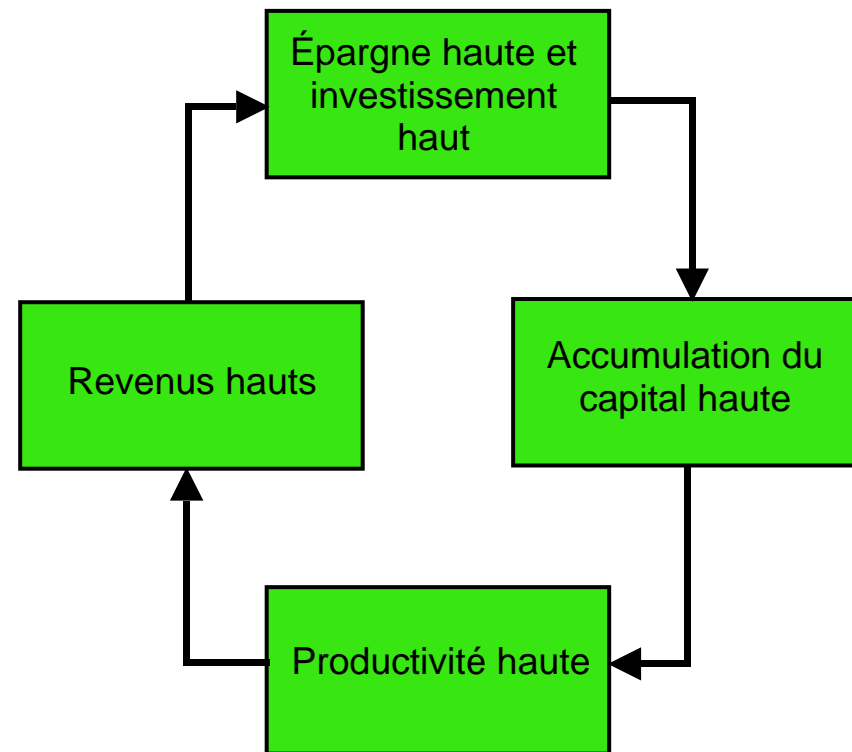 Épargne haute et
investissement
haut
Revenus hauts
Accumulation du
capital haute
Productivité haute